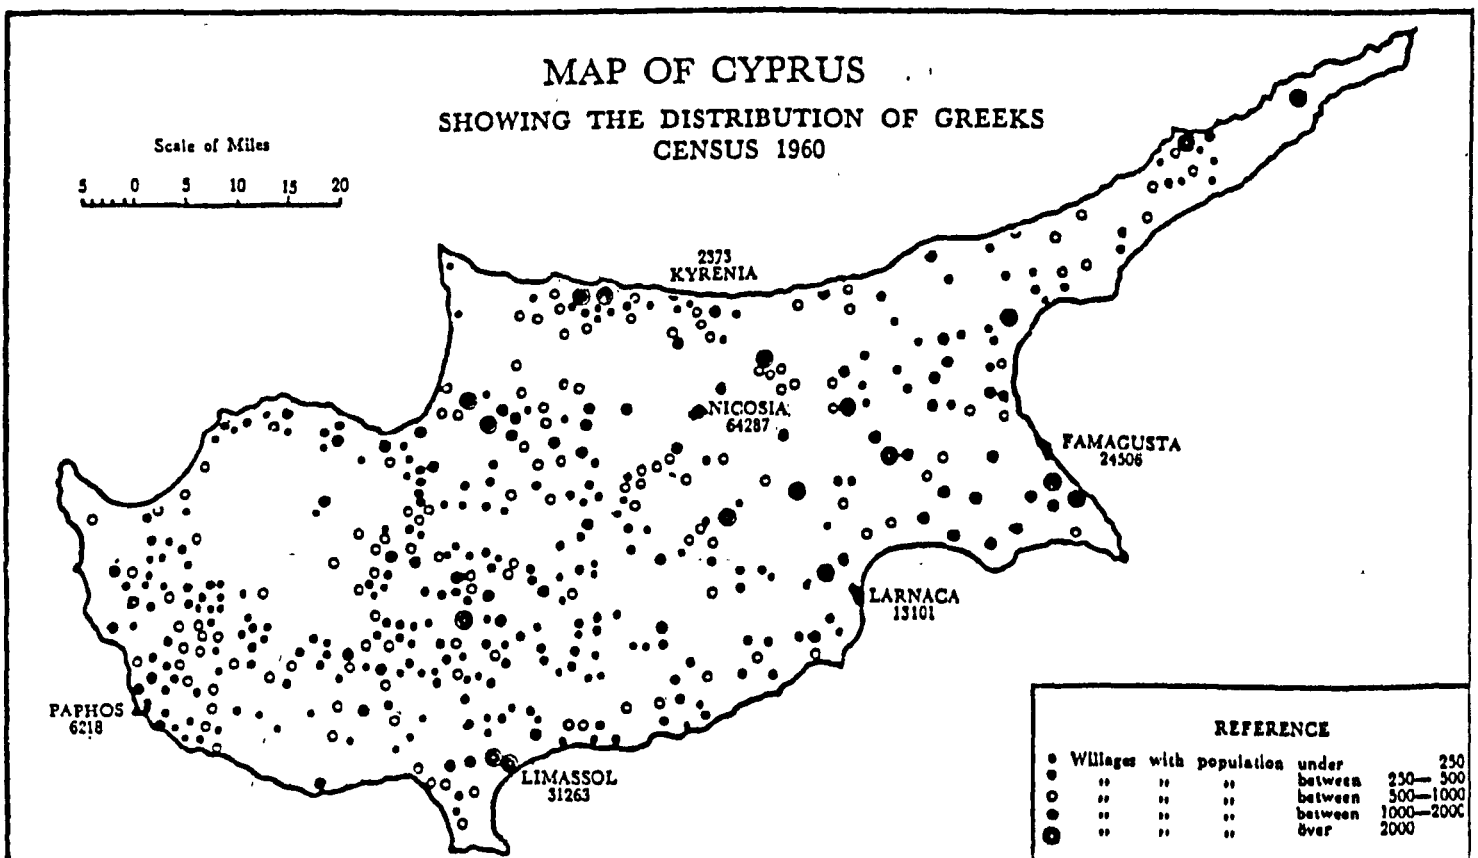 MAP OF CYPRUS
SHOWING THE DISTRIBUTION OF GREEKS
CENSUS 1960
Scale of Miles
5 0 5 10 15 20
2373
KYRENIA
NICOSIA
64287
FAMAGUSTA
24506
LARNACA
13101
PAPHOS
6218
LIMASSOL
31263
REFERENCE
Willages with population under 250
" " " between 250—500
" " " between 500—1000
" " " between 1000—2000
" " " över 2000